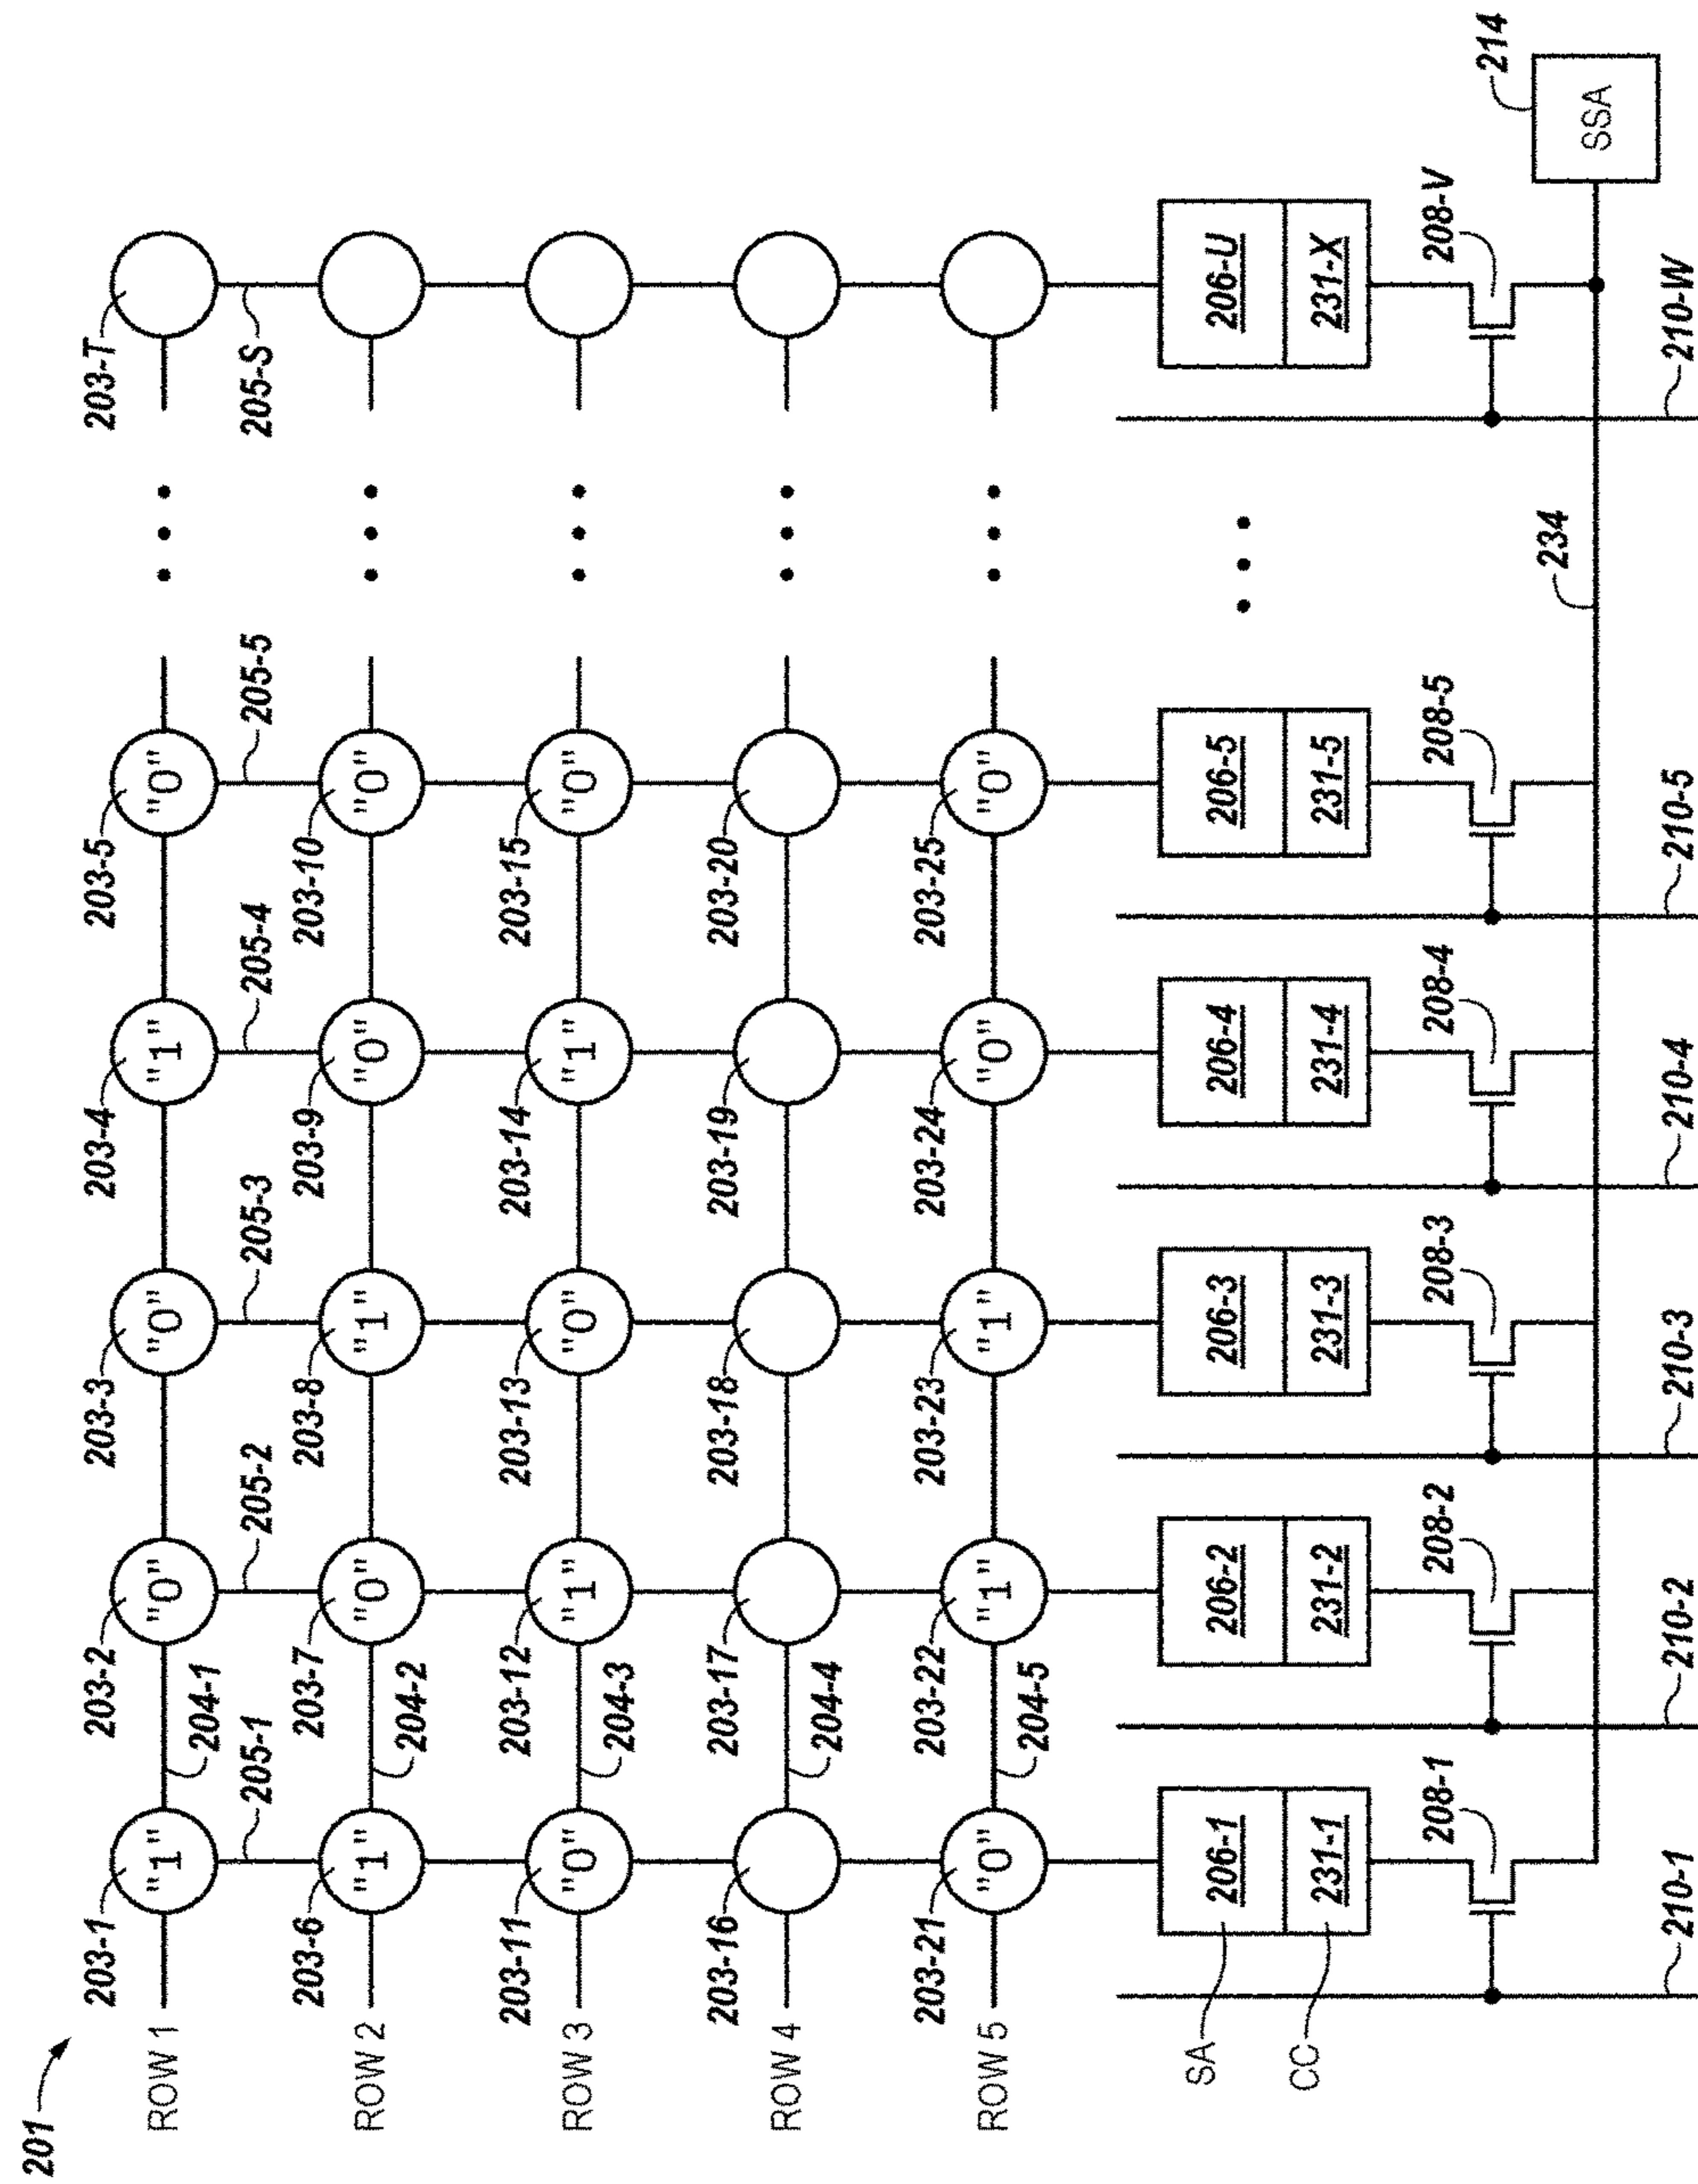 201
203-1 203-2 203-3 203-4 203-5 203-T
ROW 1 "1" "0" "0" "1" "0"
204-1
205-1 205-2 205-3 205-4 205-5 205-S
203-6 203-7 203-8 203-9 203-10
ROW 2 "1" "0" "1" "0" "0"
204-2
203-11 203-12 203-13 203-14 203-15
ROW 3 "0" "1" "0" "1" "0"
204-3
203-16 203-17 203-18 203-19 203-20
ROW 4
204-4
203-21 203-22 203-23 203-24 203-25
ROW 5 "0" "1" "1" "0" "0"
204-5
SA 206-1 206-2 206-3 206-4 206-5 206-U
CC 231-1 231-2 231-3 231-4 231-5 231-X
208-1 208-2 208-3 208-4 208-5 208-V
214
234
SSA
210-1 210-2 210-3 210-4 210-5 210-W